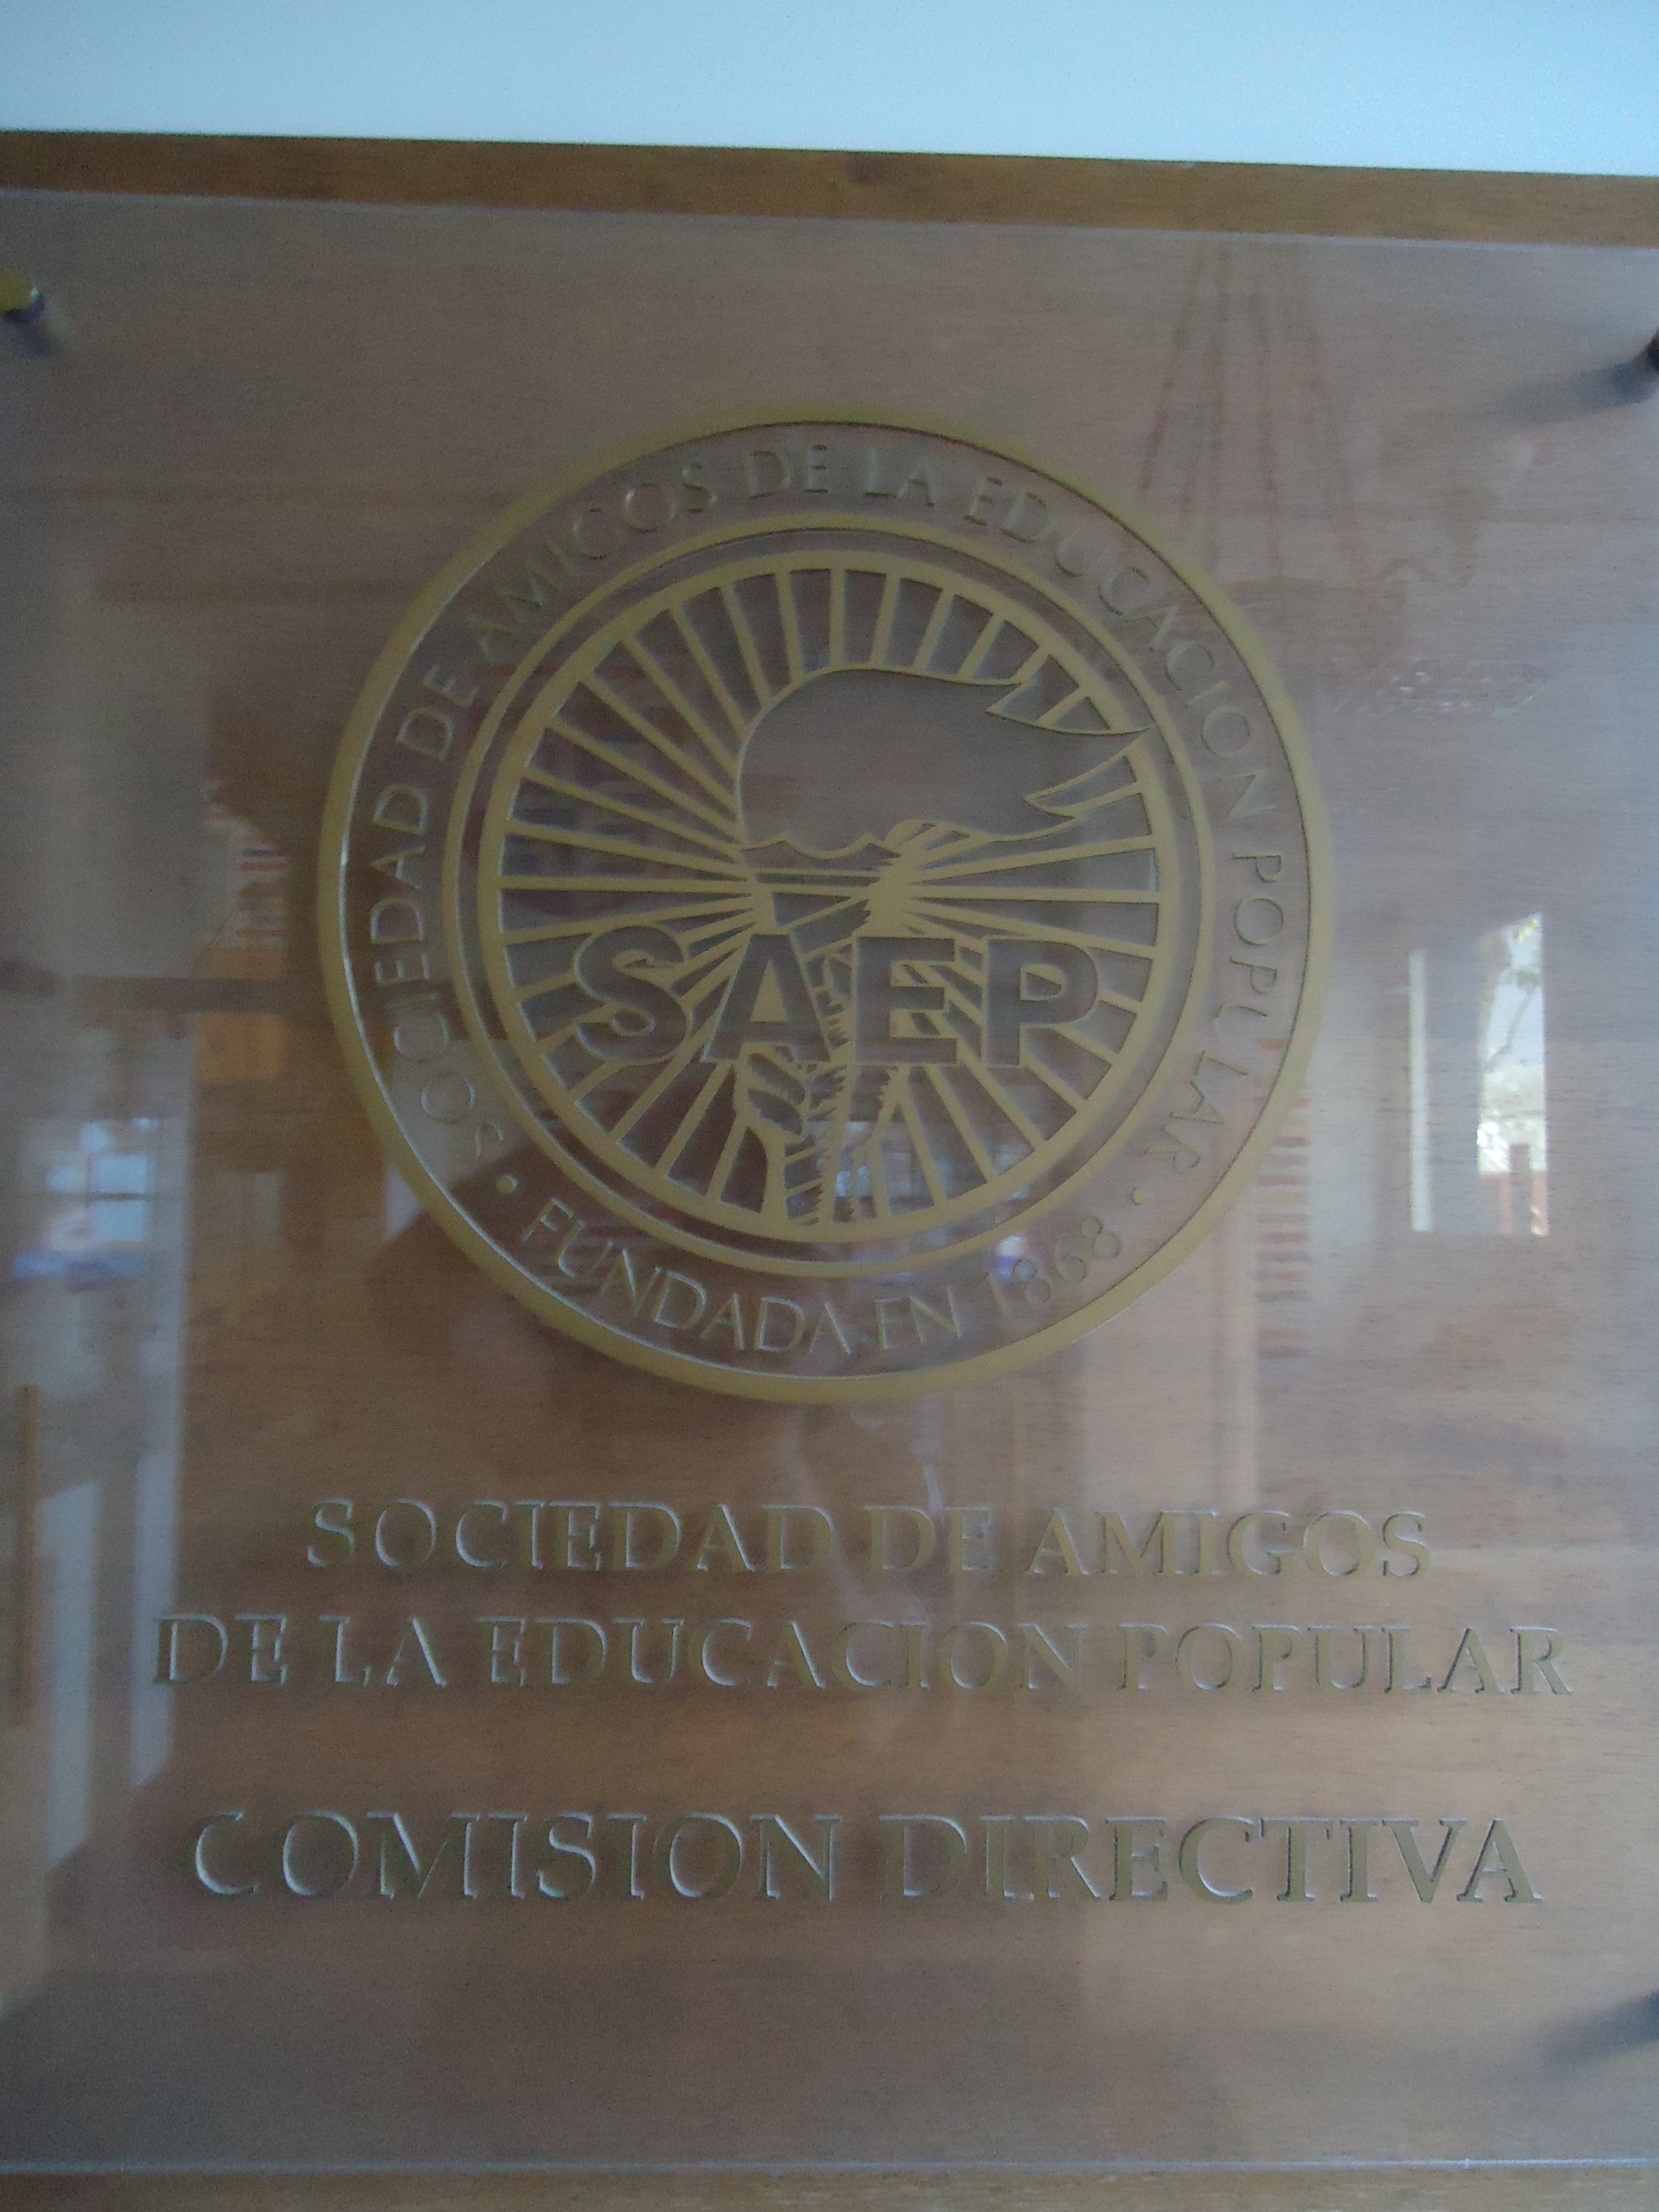 SOCIEDAD DE AMIGOS DE LA EDUCACION POPULAR
SAEP
• FUNDADA EN 1868 •
SOCIEDAD DE AMIGOS
DE LA EDUCACION POPULAR
COMISION DIRECTIVA